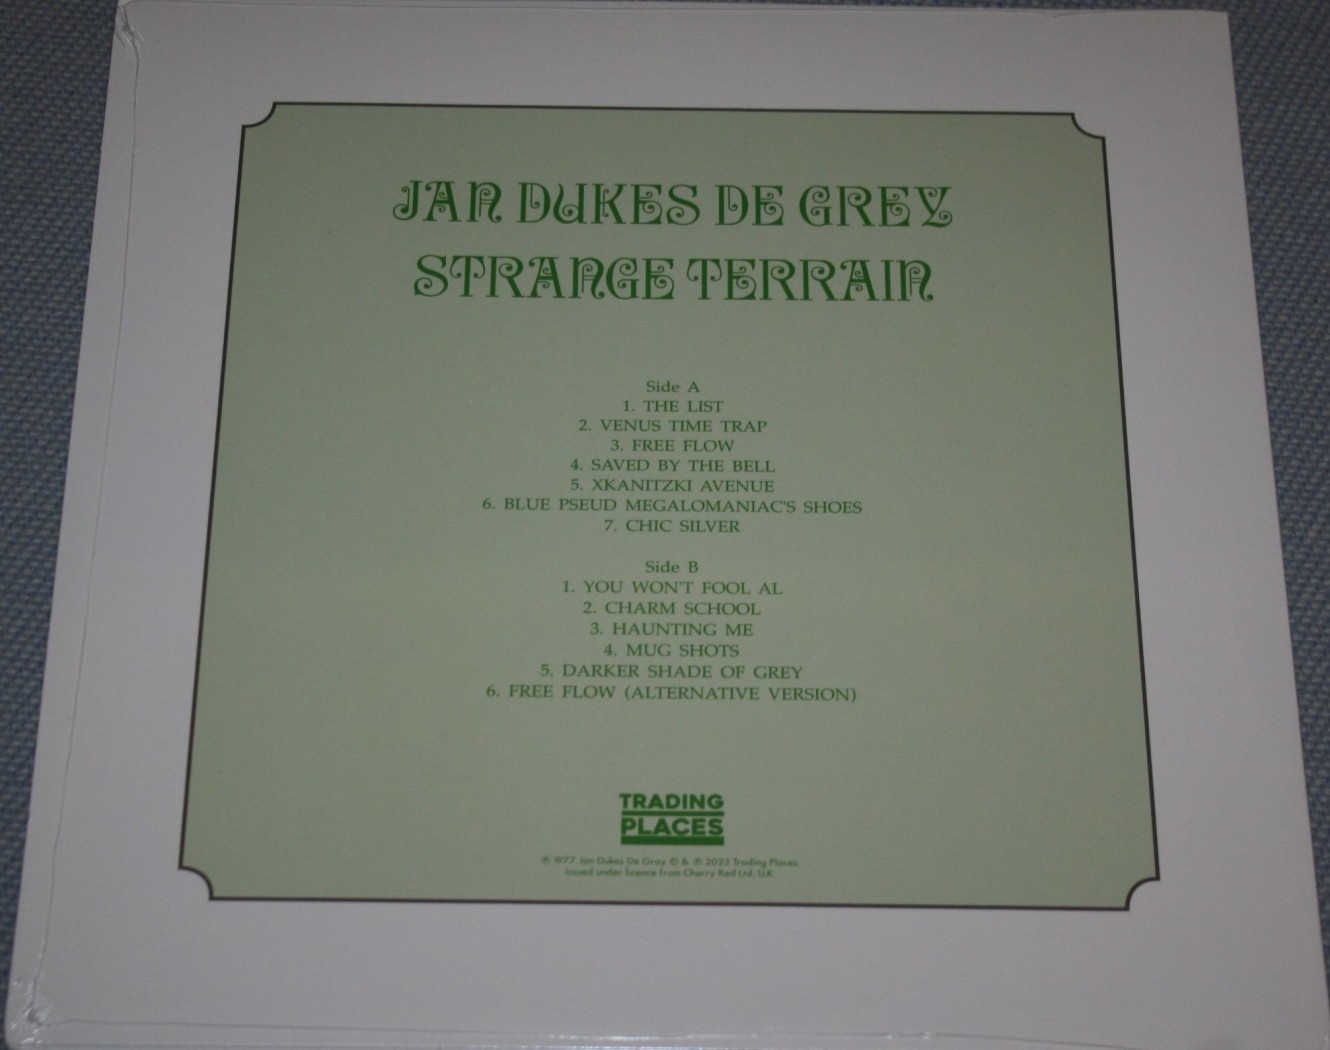 JAN DUKES DE GREY
STRANGE TERRAIN
Side A
1. THE LIST
2. VENUS TIME TRAP
3. FREE FLOW
4. SAVED BY THE BELL
5. XKANITZKI AVENUE
6. BLUE PSEUD MEGALOMANIAC'S SHOES
7. CHIC SILVER
Side B
1. YOU WON'T FOOL AL
2. CHARM SCHOOL
3. HAUNTING ME
4. MUG SHOTS
5. DARKER SHADE OF GREY
6. FREE FLOW (ALTERNATIVE VERSION)
TRADING
PLACES
℗ 1977 Jan Dukes De Grey © & ℗ 2023 Trading Places.
Issued under licence from Cherry Red Ltd, U.K.